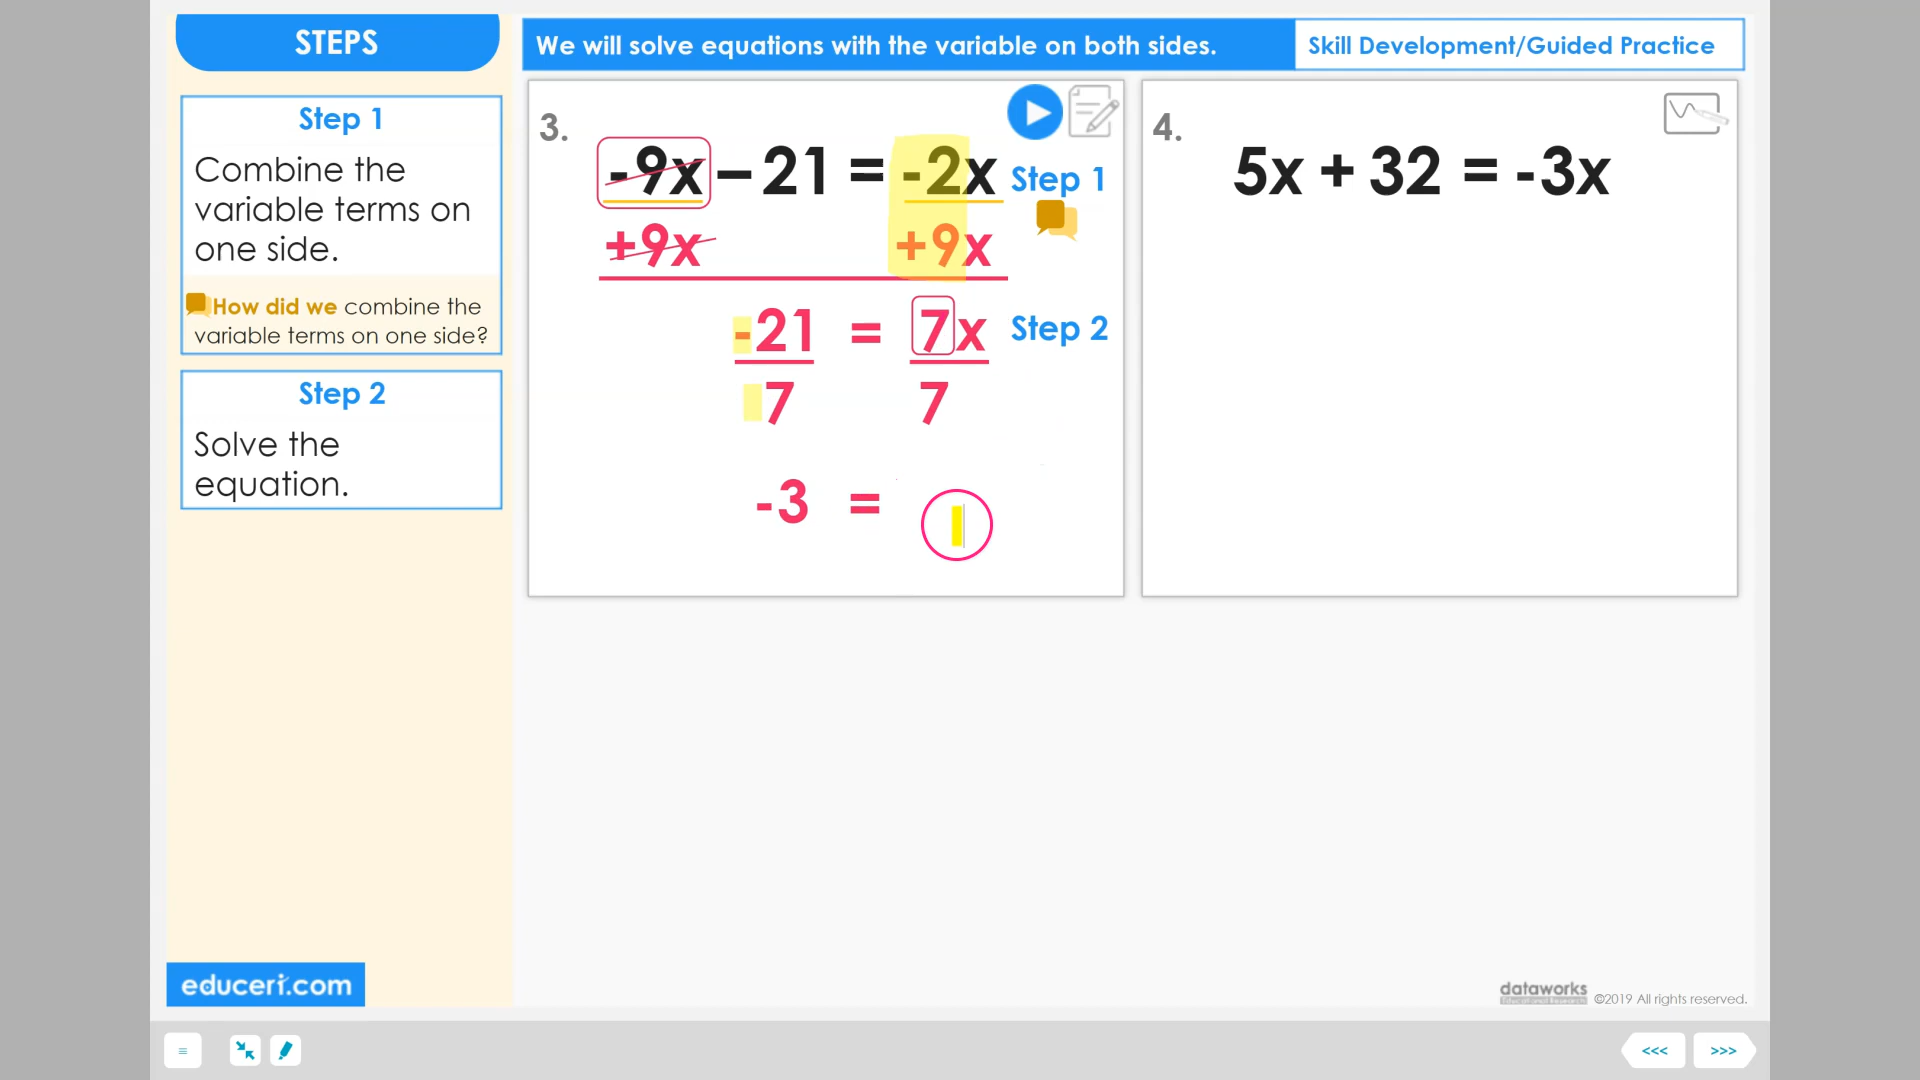 STEPS
We will solve equations with the variable on both sides.
Skill Development/Guided Practice
Step 1
Combine the
variable terms on
one side.
How did we combine the
variable terms on one side?
Step 2
Solve the
equation.
3.
-9x – 21 = -2x
Step 1
+9x +9x
-21 = 7x
Step 2
7 7
-3 =
4.
5x + 32 = -3x
educeri.com
dataworks
Educational Research
©2019 All rights reserved.
<<<
>>>